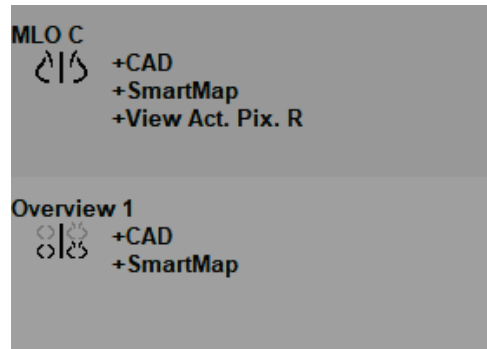 MLO C
+CAD
+SmartMap
+View Act. Pix. R
Overview 1
+CAD
+SmartMap